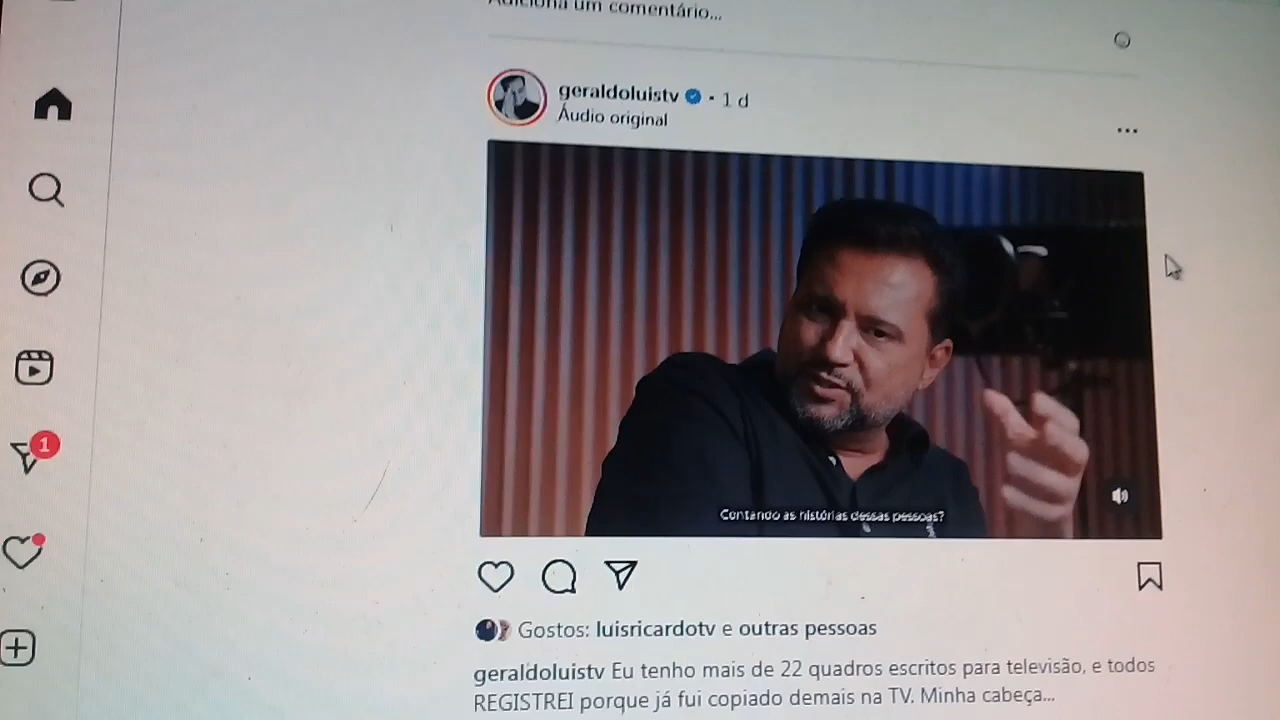 Adiciona um comentário...
geraldoluistv • 1 d
Áudio original
Contando as histórias dessas pessoas?
1
Gostos: luisricardotv e outras pessoas
geraldoluistv Eu tenho mais de 22 quadros escritos para televisão, e todos
REGISTREI porque já fui copiado demais na TV. Minha cabeça...